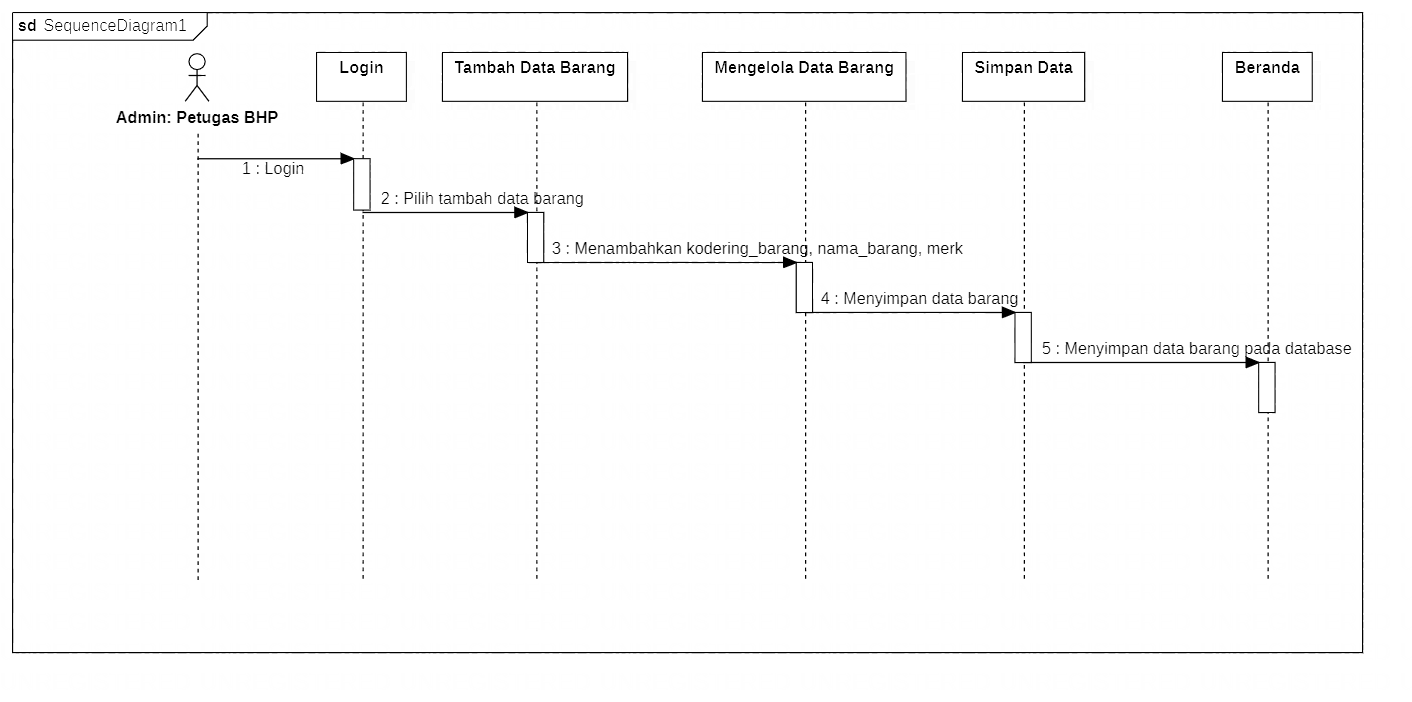 sd SequenceDiagram1
Login
Tambah Data Barang
Mengelola Data Barang
Simpan Data
Beranda
Admin: Petugas BHP
1 : Login
2 : Pilih tambah data barang
3 : Menambahkan kodering_barang, nama_barang, merk
4 : Menyimpan data barang
5 : Menyimpan data barang pada database